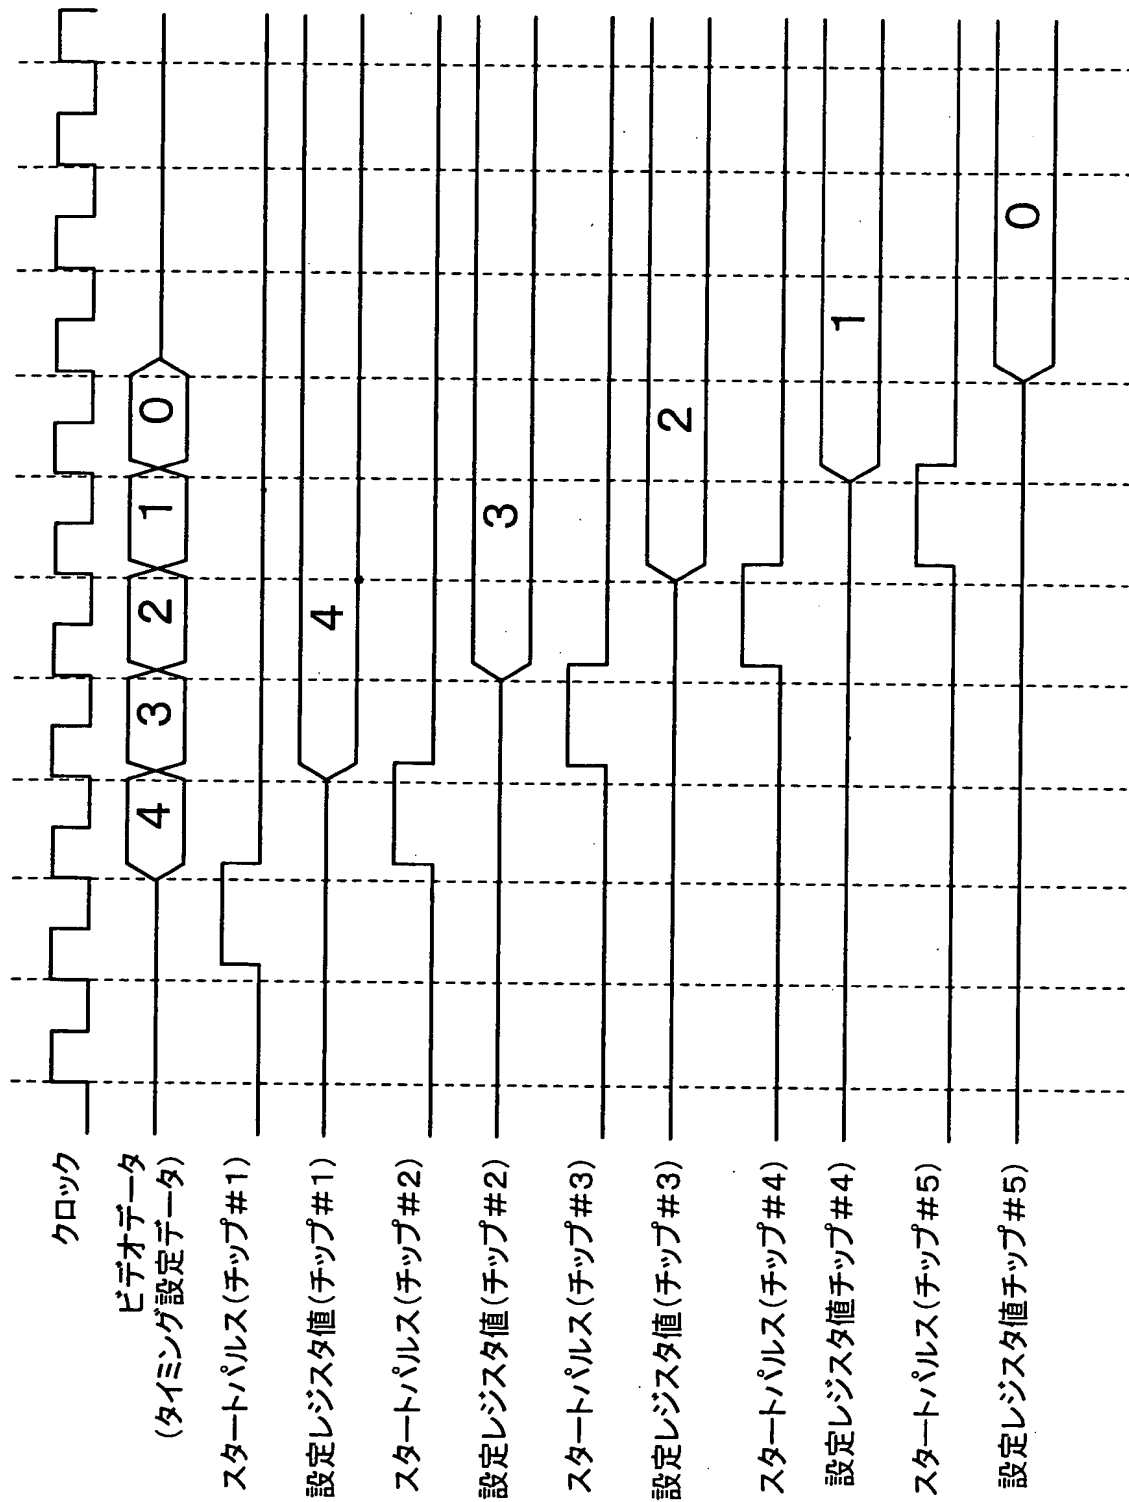 クロック
ビデオデータ
(タイミング設定データ)
4 3 2 1 0
スタートパルス(チップ#1)
設定レジスタ値(チップ#1)
4
スタートパルス(チップ#2)
設定レジスタ値(チップ#2)
3
スタートパルス(チップ#3)
設定レジスタ値(チップ#3)
2
スタートパルス(チップ#4)
設定レジスタ値チップ#4)
1
スタートパルス(チップ#5)
設定レジスタ値チップ#5)
0